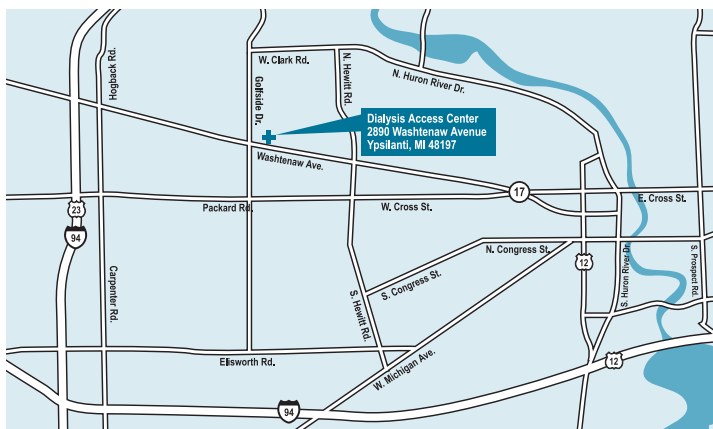 Hogback Rd.
W. Clark Rd.
N. Hewitt Rd.
N. Huron River Dr.
Golfside Dr.
Dialysis Access Center
2890 Washtenaw Avenue
Ypsilanti, MI 48197
Washtenaw Ave.
17
23
94
Packard Rd.
W. Cross St.
E. Cross St.
N. Congress St.
12
S. Huron River Dr.
S. Prospect Rd.
Carpenter Rd.
S. Congress St.
S. Hewitt Rd.
Ellsworth Rd.
W. Michigan Ave.
12
94